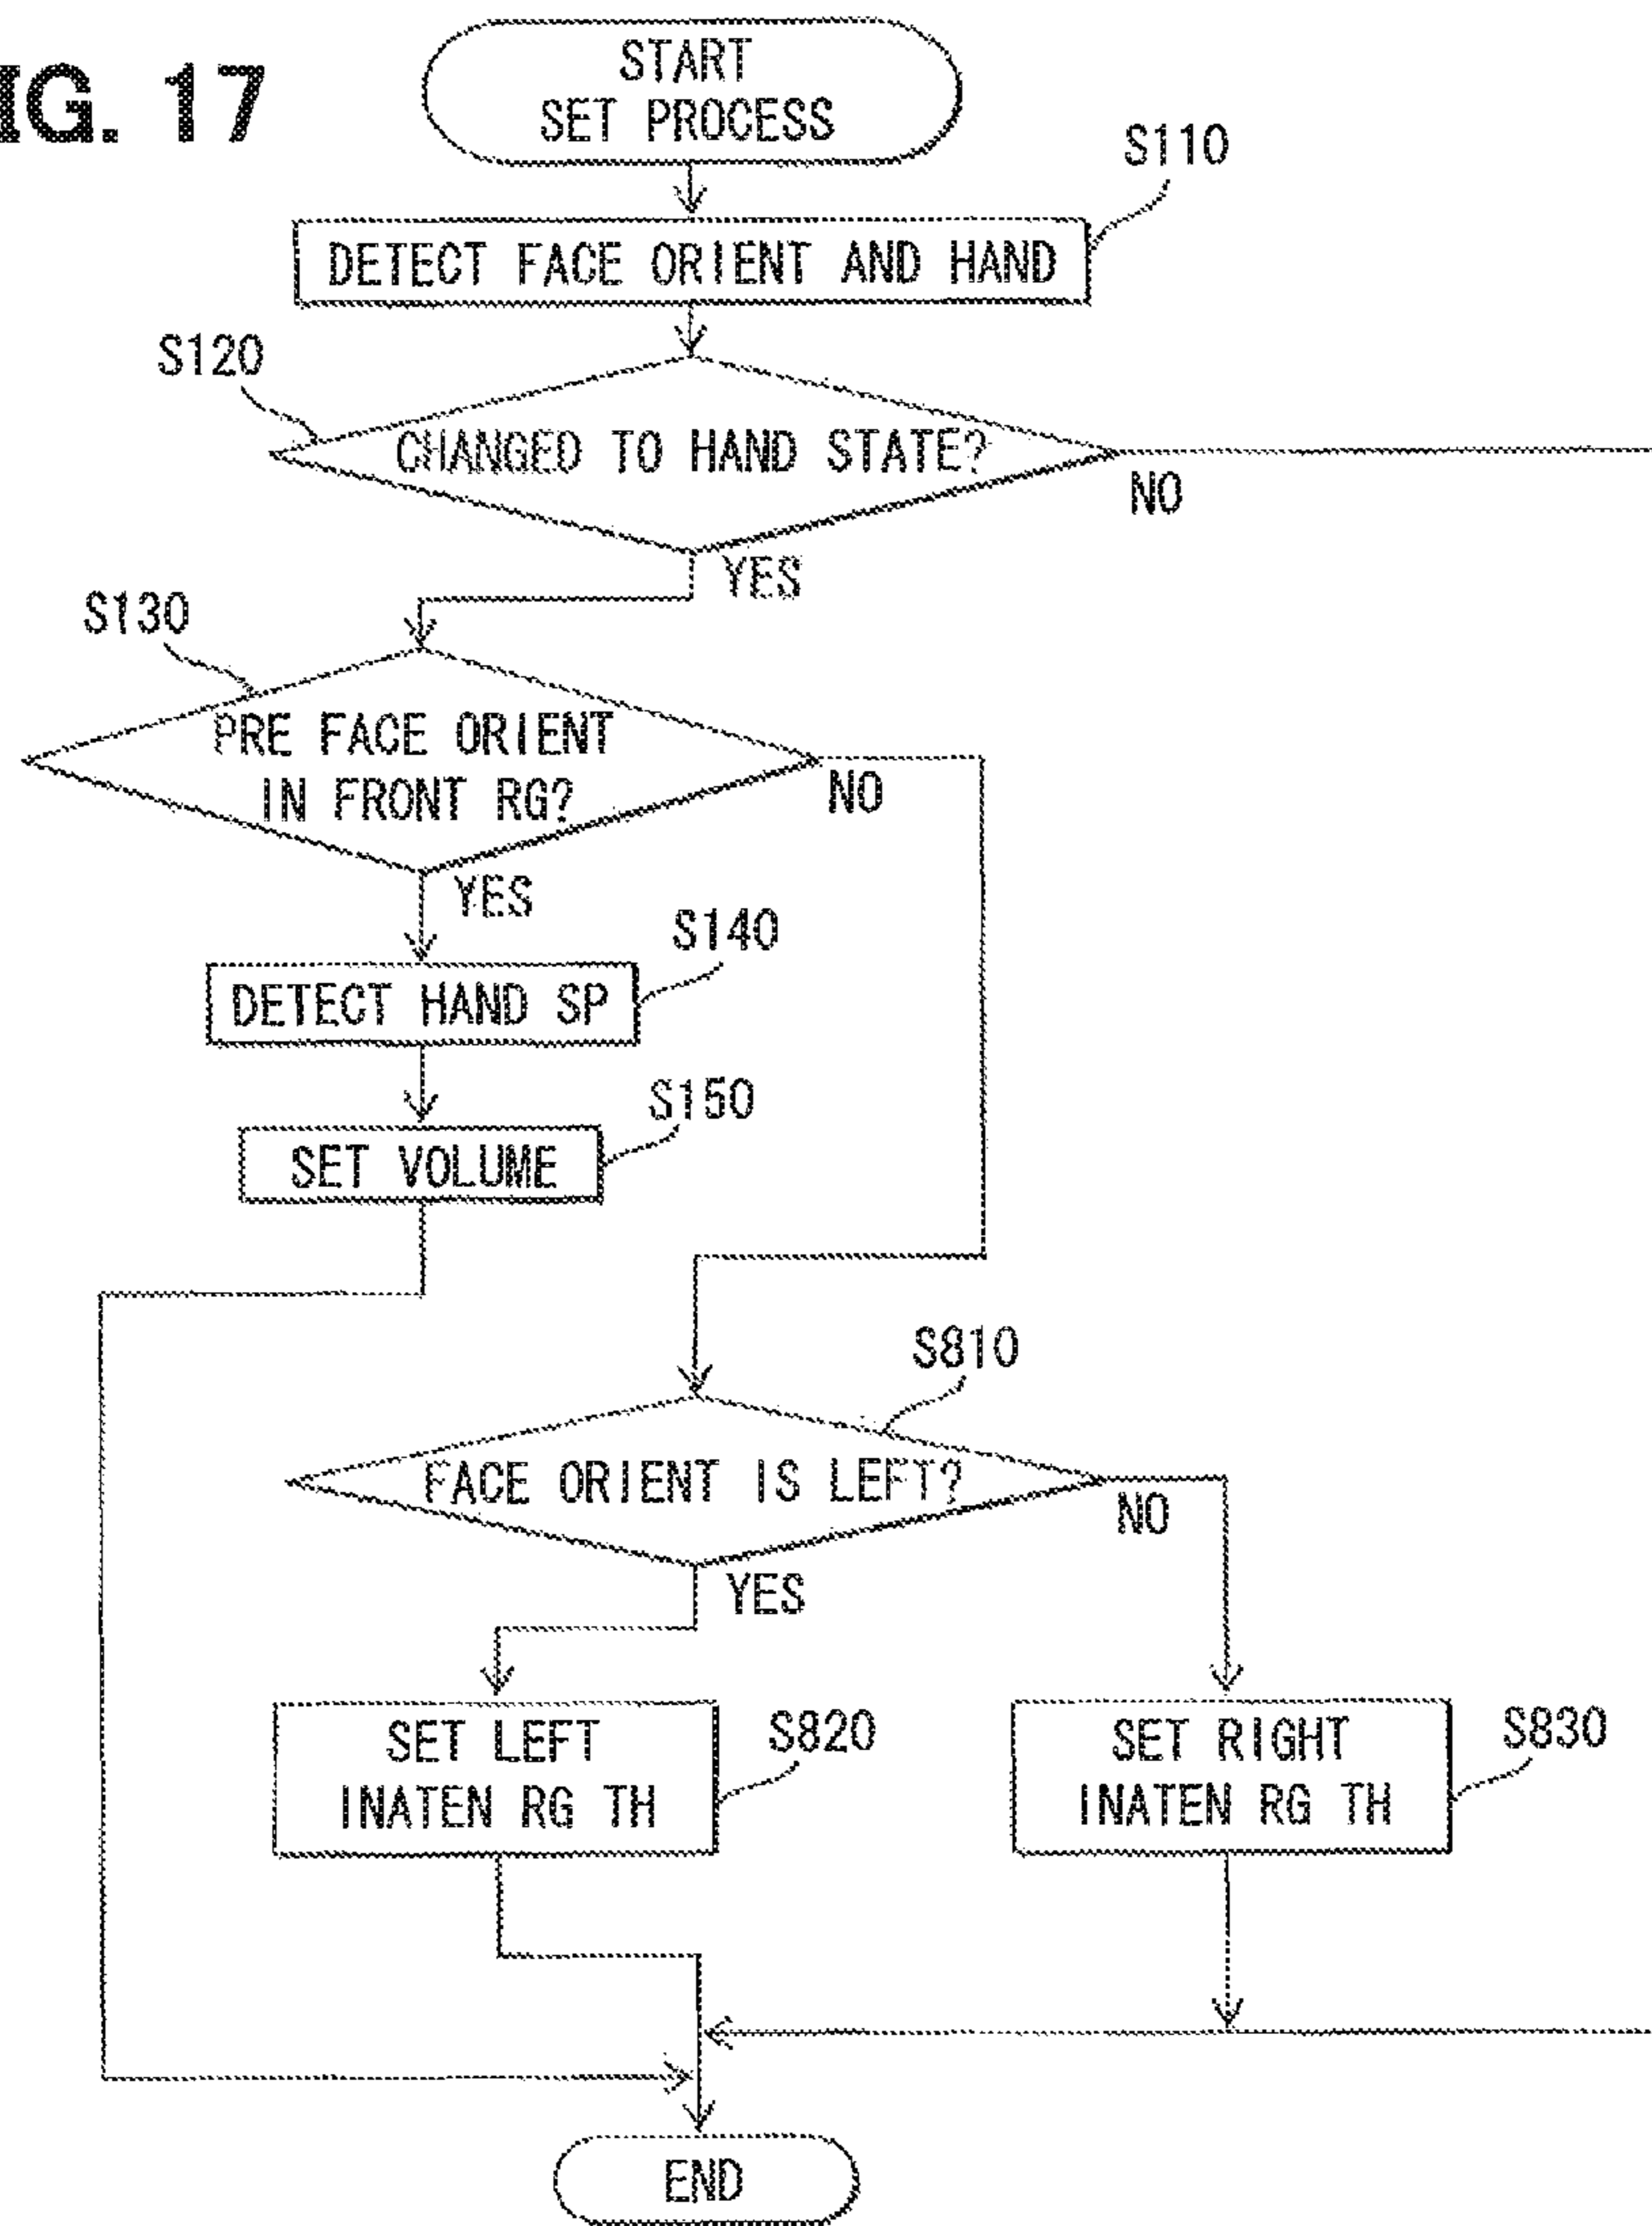 IG. 17
START
SET PROCESS
S110
DETECT FACE ORIENT AND HAND
S120
CHANGED TO HAND STATE?
NO
YES
S130
PRE FACE ORIENT
IN FRONT RG?
NO
YES
S140
DETECT HAND SP
S150
SET VOLUME
S810
FACE ORIENT IS LEFT?
NO
YES
SET LEFT
INATEN RG TH
S820
SET RIGHT
INATEN RG TH
S830
END